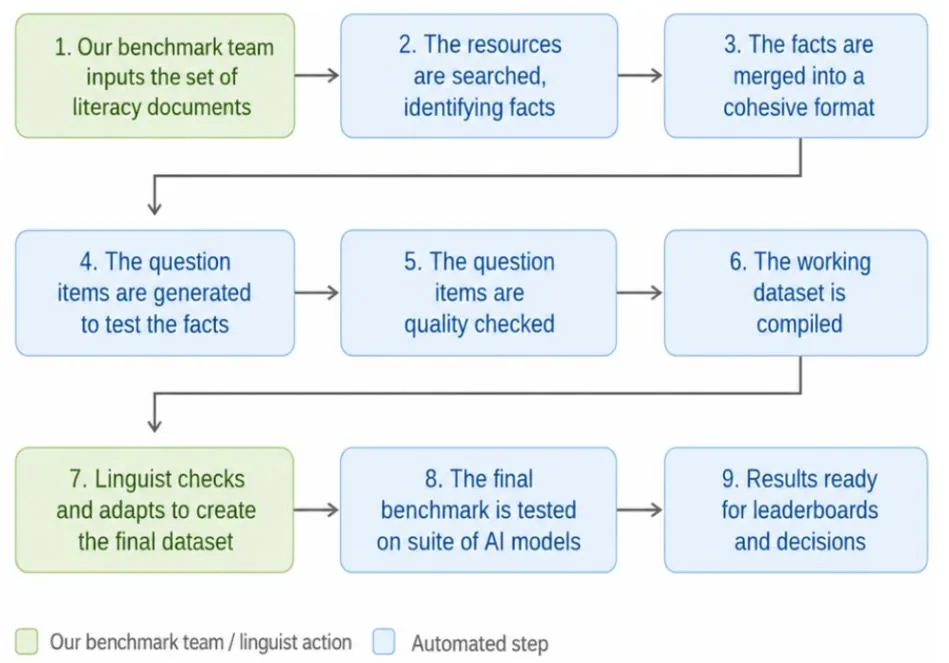 1. Our benchmark team
inputs the set of
literacy documents
2. The resources
are searched,
identifying facts
3. The facts are
merged into a
cohesive format
4. The question
items are generated
to test the facts
5. The question
items are
quality checked
6. The working
dataset is
compiled
7. Linguist checks
and adapts to create
the final dataset
8. The final
benchmark is tested
on suite of AI models
9. Results ready
for leaderboards
and decisions
Our benchmark team / linguist action
Automated step